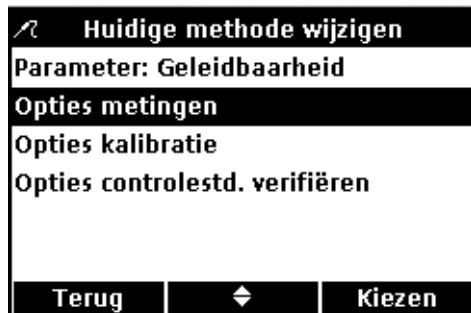 Huidige methode wijzigen
Parameter: Geleidbaarheid
Opties metingen
Opties kalibratie
Opties controlestd. verifiëren
Terug Kiezen